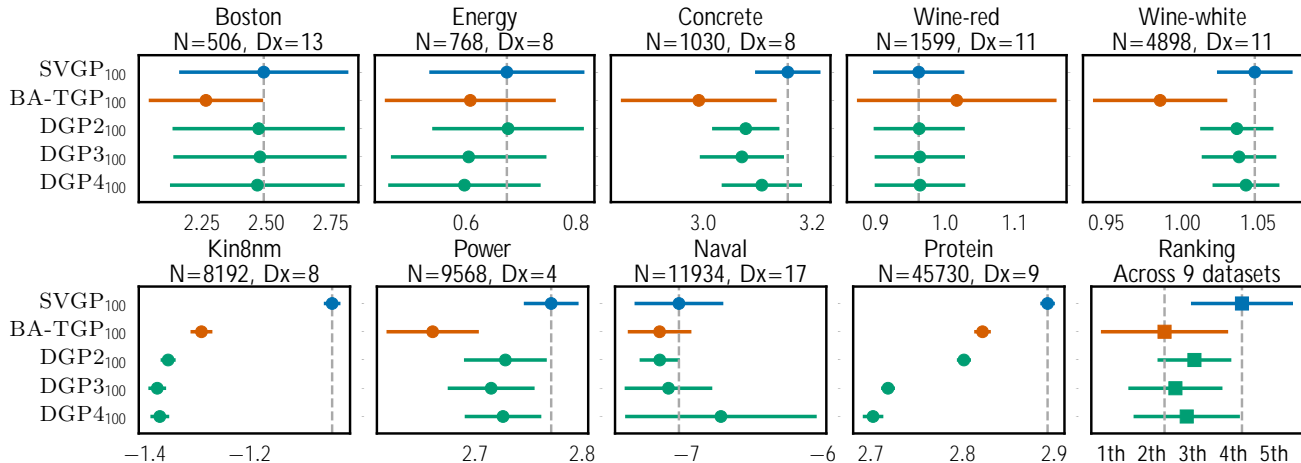 Boston Energy Concrete Wine-red Wine-white
N=506, Dx=13 N=768, Dx=8 N=1030, Dx=8 N=1599, Dx=11 N=4898, Dx=11
SVGP₁₀₀
BA-TGP₁₀₀
DGP2₁₀₀
DGP3₁₀₀
DGP4₁₀₀
2.25 2.50 2.75 0.6 0.8 3.0 3.2 0.9 1.0 1.1 0.95 1.00 1.05
Kin8nm Power Naval Protein Ranking
N=8192, Dx=8 N=9568, Dx=4 N=11934, Dx=17 N=45730, Dx=9 Across 9 datasets
SVGP₁₀₀
BA-TGP₁₀₀
DGP2₁₀₀
DGP3₁₀₀
DGP4₁₀₀
−1.4 −1.2 2.7 2.8 −7 −6 2.7 2.8 2.9 1th 2th 3th 4th 5th